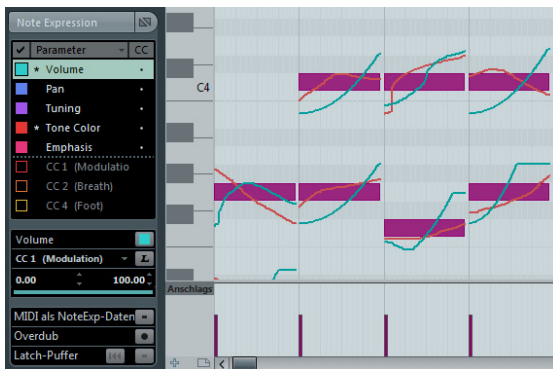 Note Expression
Parameter CC
* Volume
Pan
Tuning
* Tone Color
Emphasis
CC 1 (Modulatio
CC 2 (Breath)
CC 4 (Foot)
Volume
CC 1 (Modulation) L
0.00 100.00
MIDI als NoteExp-Daten
Overdub
Latch-Puffer
C4
Anschlags